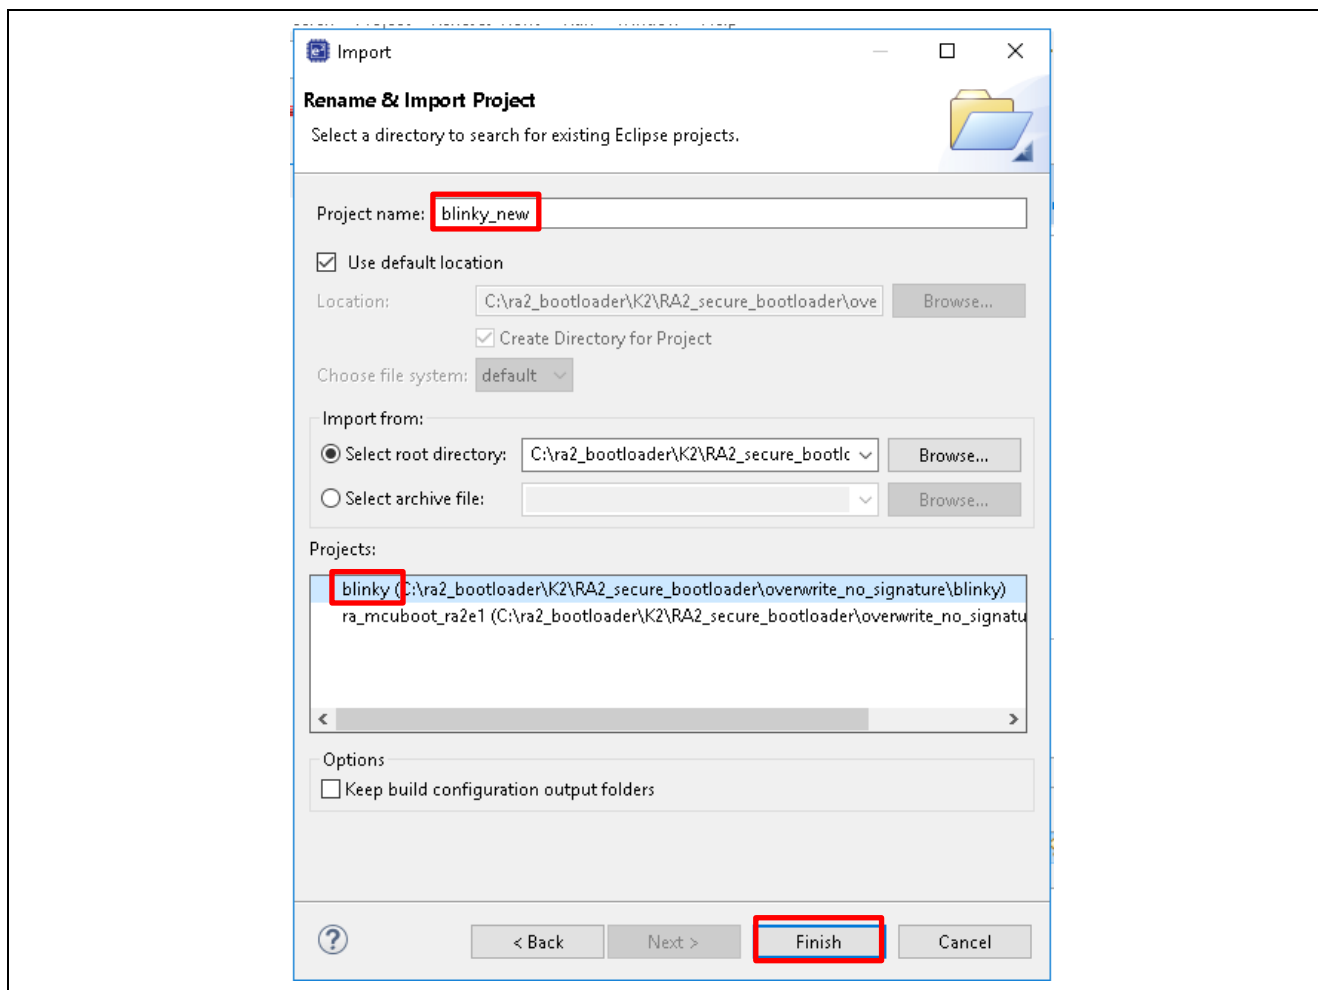 Import
Rename & Import Project
Select a directory to search for existing Eclipse projects.
Project name: blinky_new
Use default location
Location: C:\ra2_bootloader\K2\RA2_secure_bootloader\ove Browse...
Create Directory for Project
Choose file system: default
Import from:
Select root directory: C:\ra2_bootloader\K2\RA2_secure_bootlc Browse...
Select archive file: Browse...
Projects:
blinky (C:\ra2_bootloader\K2\RA2_secure_bootloader\overwrite_no_signature\blinky)
ra_mcuboot_ra2e1 (C:\ra2_bootloader\K2\RA2_secure_bootloader\overwrite_no_signatu
Options
Keep build configuration output folders
< Back Next > Finish Cancel